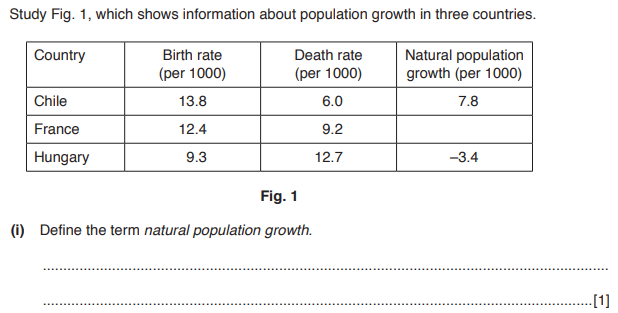 Study Fig. 1, which shows information about population growth in three countries.
Country Birth rate (per 1000) Death rate (per 1000) Natural population growth (per 1000)
Chile 13.8 6.0 7.8
France 12.4 9.2
Hungary 9.3 12.7 –3.4
Fig. 1
(i) Define the term natural population growth.
..........................................................................................................................................
.....................................................................................................................................[1]